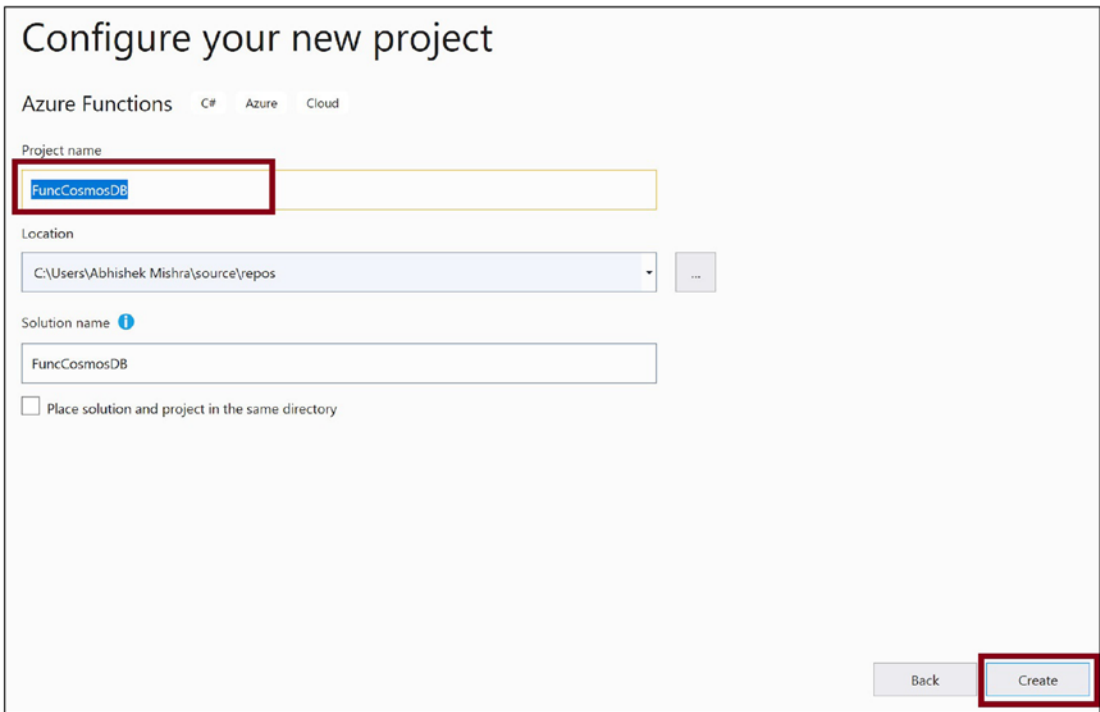 Configure your new project
Azure Functions C# Azure Cloud
Project name
FuncCosmosDB
Location
C:\Users\Abhishek Mishra\source\repos
...
Solution name
FuncCosmosDB
Place solution and project in the same directory
Back Create